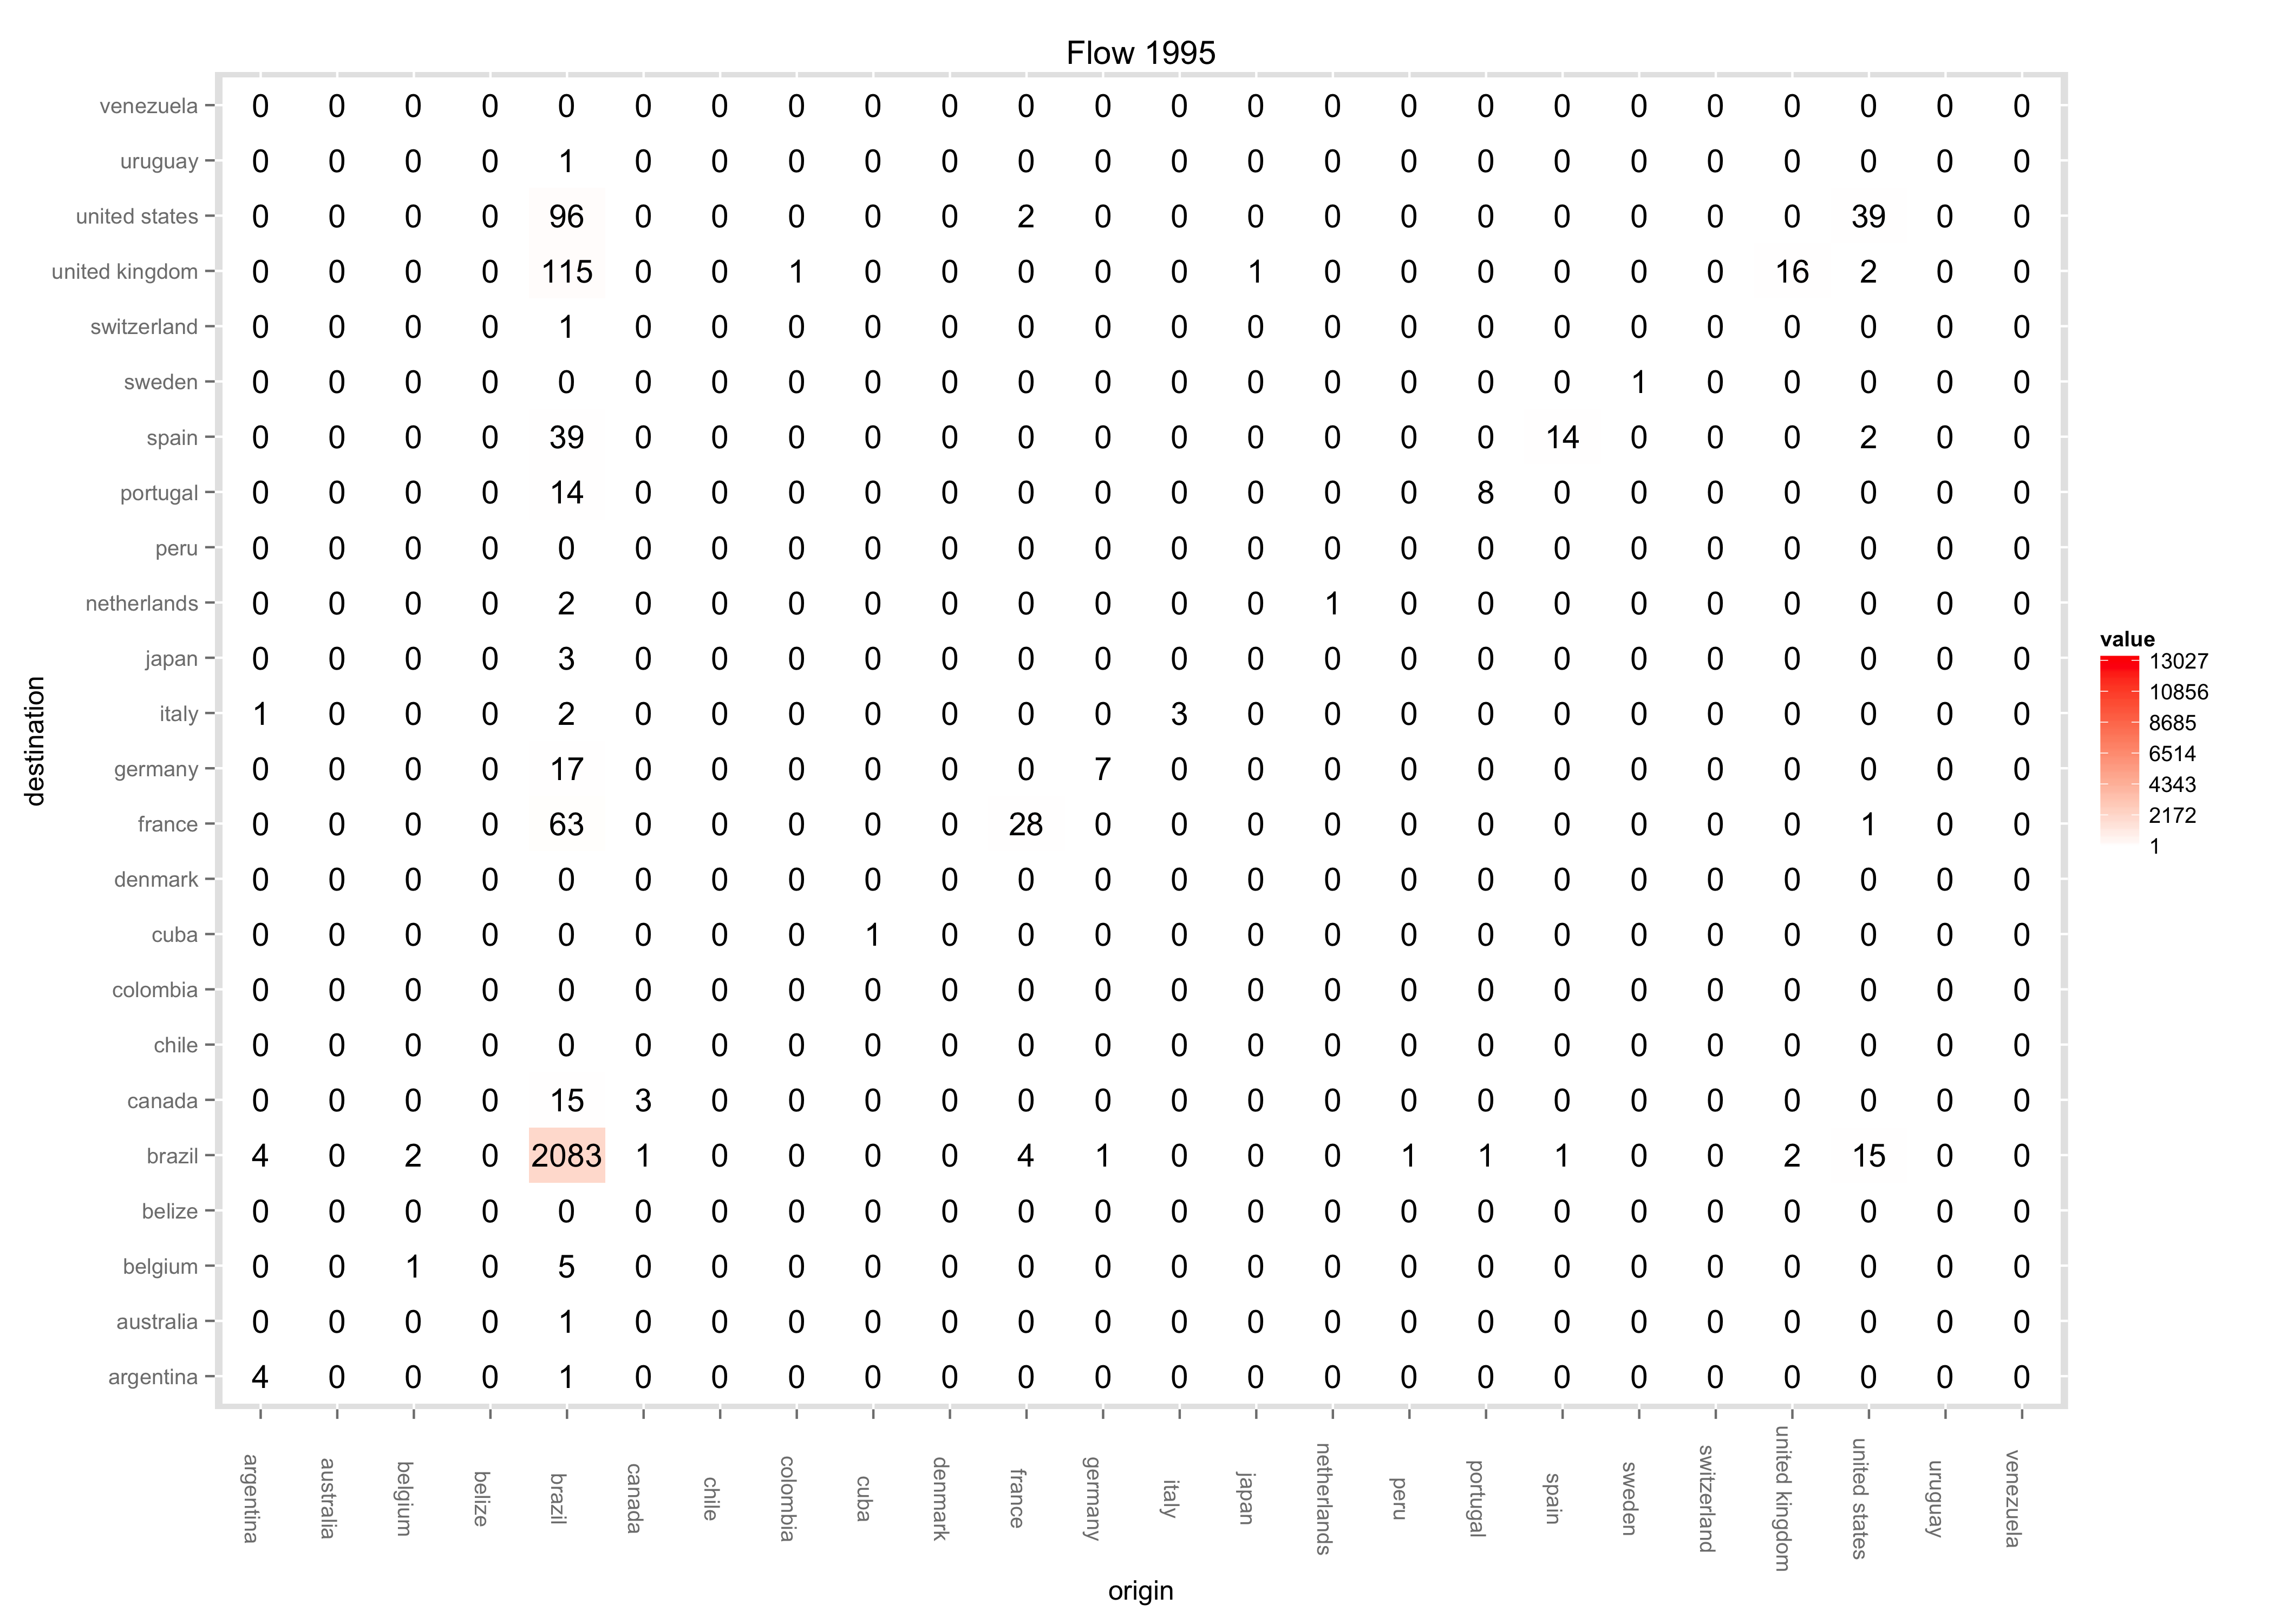 Flow 1995
venezuela 0 0 0 0 0 0 0 0 0 0 0 0 0 0 0 0 0 0 0 0 0 0 0 0
uruguay 0 0 0 0 1 0 0 0 0 0 0 0 0 0 0 0 0 0 0 0 0 0 0 0
united states 0 0 0 0 96 0 0 0 0 0 2 0 0 0 0 0 0 0 0 0 0 39 0 0
united kingdom 0 0 0 0 115 0 0 1 0 0 0 0 0 1 0 0 0 0 0 0 16 2 0 0
switzerland 0 0 0 0 1 0 0 0 0 0 0 0 0 0 0 0 0 0 0 0 0 0 0 0
sweden 0 0 0 0 0 0 0 0 0 0 0 0 0 0 0 0 0 0 1 0 0 0 0 0
spain 0 0 0 0 39 0 0 0 0 0 0 0 0 0 0 0 0 14 0 0 0 2 0 0
portugal 0 0 0 0 14 0 0 0 0 0 0 0 0 0 0 0 8 0 0 0 0 0 0 0
peru 0 0 0 0 0 0 0 0 0 0 0 0 0 0 0 0 0 0 0 0 0 0 0 0
netherlands 0 0 0 0 2 0 0 0 0 0 0 0 0 0 1 0 0 0 0 0 0 0 0 0
japan 0 0 0 0 3 0 0 0 0 0 0 0 0 0 0 0 0 0 0 0 0 0 0 0
italy 1 0 0 0 2 0 0 0 0 0 0 0 3 0 0 0 0 0 0 0 0 0 0 0
germany 0 0 0 0 17 0 0 0 0 0 0 7 0 0 0 0 0 0 0 0 0 0 0 0
france 0 0 0 0 63 0 0 0 0 0 28 0 0 0 0 0 0 0 0 0 0 1 0 0
denmark 0 0 0 0 0 0 0 0 0 0 0 0 0 0 0 0 0 0 0 0 0 0 0 0
cuba 0 0 0 0 0 0 0 0 1 0 0 0 0 0 0 0 0 0 0 0 0 0 0 0
colombia 0 0 0 0 0 0 0 0 0 0 0 0 0 0 0 0 0 0 0 0 0 0 0 0
chile 0 0 0 0 0 0 0 0 0 0 0 0 0 0 0 0 0 0 0 0 0 0 0 0
canada 0 0 0 0 15 3 0 0 0 0 0 0 0 0 0 0 0 0 0 0 0 0 0 0
brazil 4 0 2 0 2083 1 0 0 0 0 4 1 0 0 0 1 1 1 0 0 2 15 0 0
belize 0 0 0 0 0 0 0 0 0 0 0 0 0 0 0 0 0 0 0 0 0 0 0 0
belgium 0 0 1 0 5 0 0 0 0 0 0 0 0 0 0 0 0 0 0 0 0 0 0 0
australia 0 0 0 0 1 0 0 0 0 0 0 0 0 0 0 0 0 0 0 0 0 0 0 0
argentina 4 0 0 0 1 0 0 0 0 0 0 0 0 0 0 0 0 0 0 0 0 0 0 0
argentina australia belgium belize brazil canada chile colombia cuba denmark france germany italy japan netherlands peru portugal spain sweden switzerland united kingdom united states uruguay venezuela
origin
destination
value
13027
10856
8685
6514
4343
2172
1